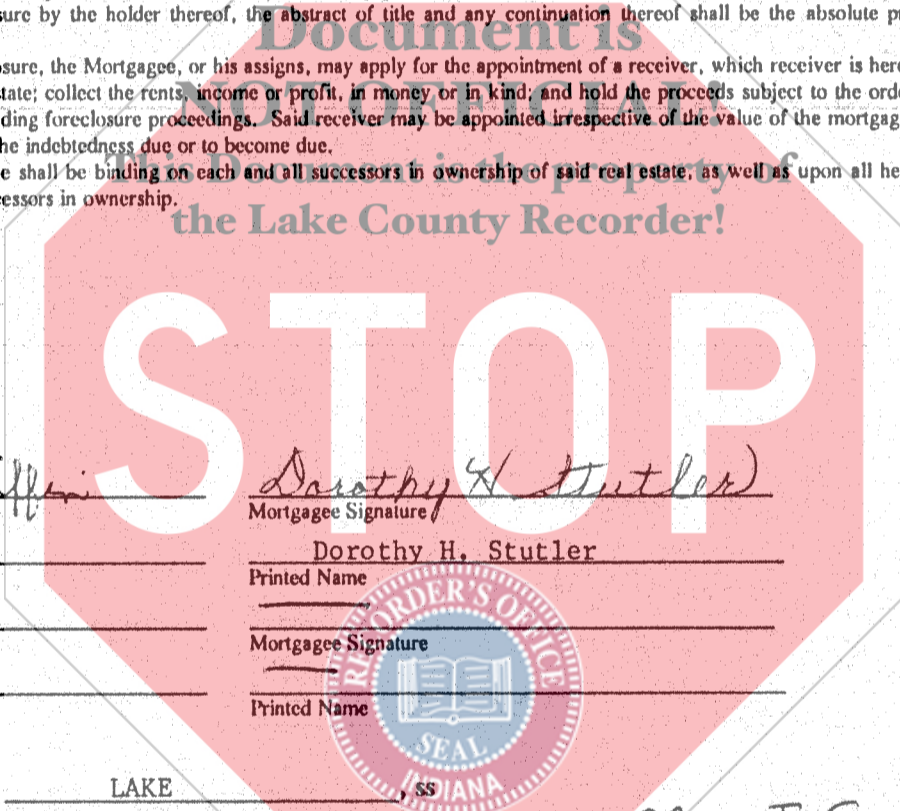 sure by the holder thereof, the abstract of title and any continuation thereof shall be the absolute
Document is
sure, the Mortgagee, or his assigns, may apply for the appointment of a receiver, which receiver is
state; collect the rents, income or profit, in money or in kind; and hold the proceeds subject to the
NOT OFFICIAL!
ding foreclosure proceedings. Said receiver may be appointed irrespective of the value of the
he indebtedness due or to become due.
This Document is the property of
e shall be binding on each and all successors in ownership of said real estate, as well as upon all
essors in ownership.
the Lake County Recorder!
STOP
Dorothy H. Stutler
Mortgagee Signature
Dorothy H. Stutler
Printed Name
Mortgagee Signature
Printed Name
RECORDER'S OFFICE
SEAL
INDIANA
LAKE , ss